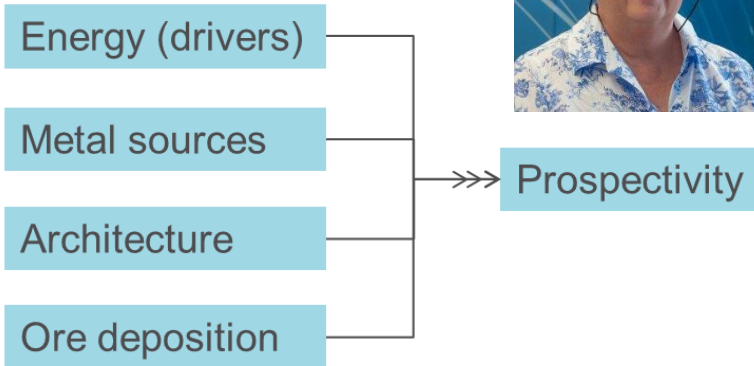 Energy (drivers)
Metal sources
Architecture
Ore deposition
Prospectivity